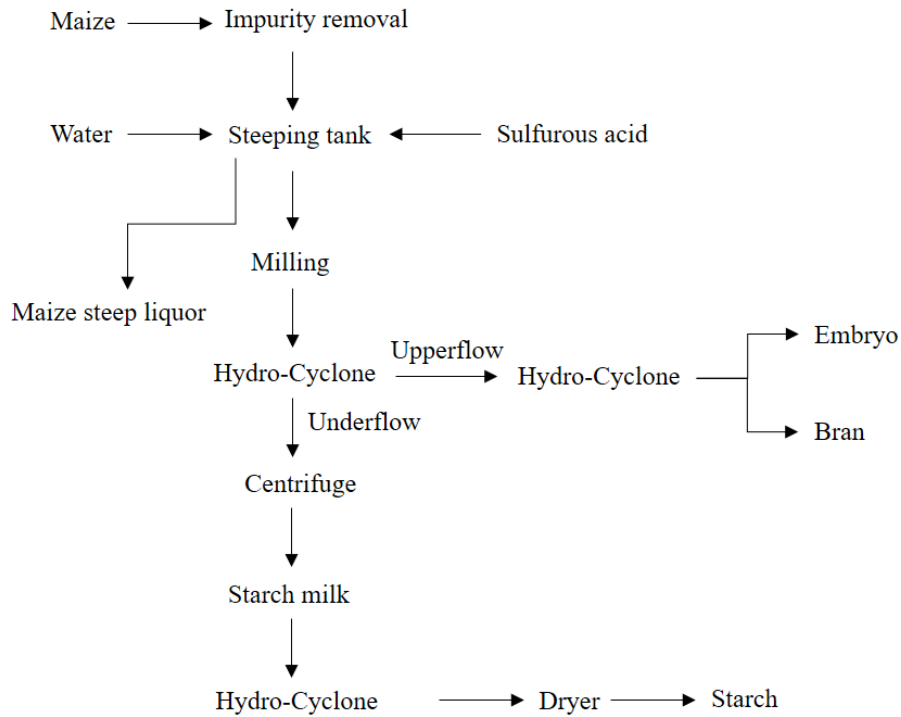 Maize
Impurity removal
Water
Steeping tank
Sulfurous acid
Milling
Maize steep liquor
Upperflow
Embryo
Hydro-Cyclone
Hydro-Cyclone
Underflow
Bran
Centrifuge
Starch milk
Hydro-Cyclone
Dryer
Starch